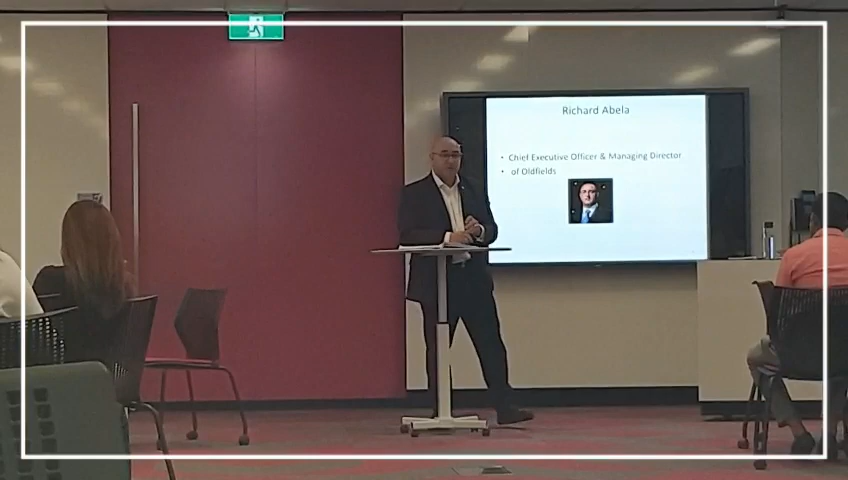 Richard Abela
• Chief Executive Officer & Managing Director
• of Oldfields